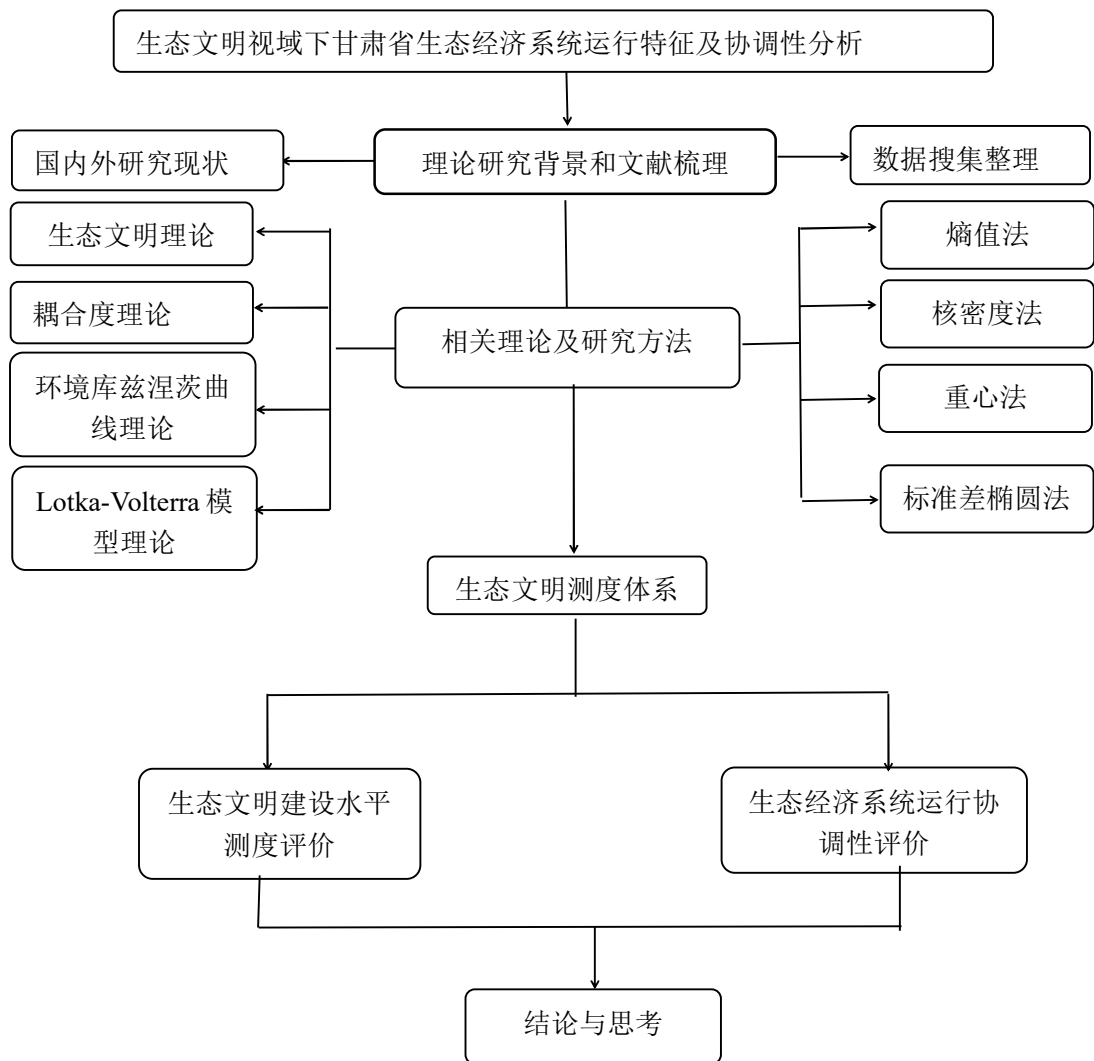 生态文明视域下甘肃省生态经济系统运行特征及协调性分析
国内外研究现状
理论研究背景和文献梳理
数据搜集整理
生态文明理论
熵值法
耦合度理论
核密度法
相关理论及研究方法
环境库兹涅茨曲
线理论
重心法
Lotka-Volterra 模
型理论
标准差椭圆法
生态文明测度体系
生态文明建设水平
测度评价
生态经济系统运行协
调性评价
结论与思考